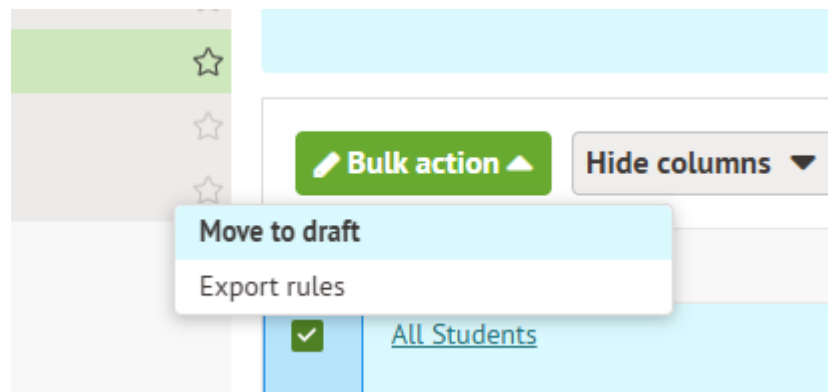 Bulk action
Hide columns
Move to draft
Export rules
All Students